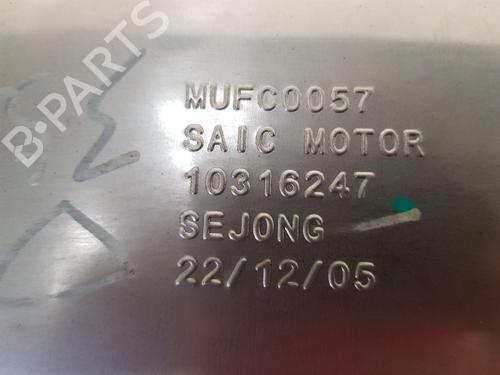 B-PARTS
MUFC0057
SAIC MOTOR
10316247
SEJONG
22/12/05